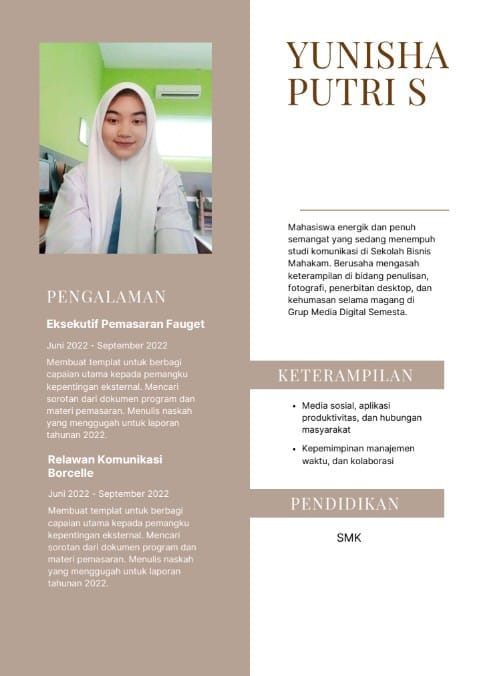 YUNISHA
PUTRI S
Mahasiswa energik dan penuh
semangat yang sedang menempuh
studi komunikasi di Sekolah Bisnis
Mahakam. Berusaha mengasah
keterampilan di bidang penulisan,
fotografi, penerbitan desktop, dan
kehumasan selama magang di
Grup Media Digital Semesta.
PENGALAMAN
Eksekutif Pemasaran Fauget
Juni 2022 - September 2022
Membuat templat untuk berbagi
capaian utama kepada pemangku
kepentingan eksternal. Mencari
sorotan dari dokumen program dan
materi pemasaran. Menulis naskah
yang menggugah untuk laporan
tahunan 2022.
Relawan Komunikasi
Borcelle
Juni 2022 - September 2022
Membuat templat untuk berbagi
capaian utama kepada pemangku
kepentingan eksternal. Mencari
sorotan dari dokumen program dan
materi pemasaran. Menulis naskah
yang menggugah untuk laporan
tahunan 2022.
KETERAMPILAN
• Media sosial, aplikasi
produktivitas, dan hubungan
masyarakat
• Kepemimpinan manajemen
waktu, dan kolaborasi
PENDIDIKAN
SMK